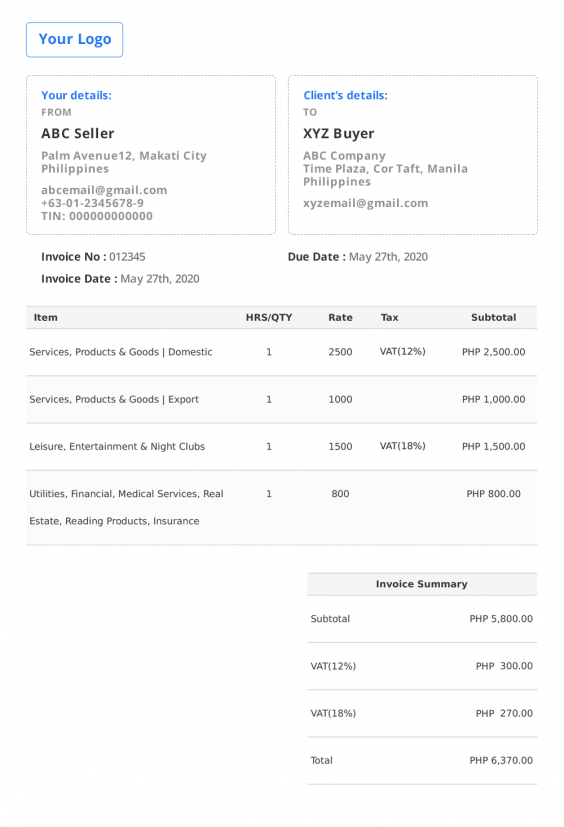 Your Logo
Your details:
FROM
ABC Seller
Palm Avenue12, Makati City
Philippines
abcemail@gmail.com
+63-01-2345678-9
TIN: 000000000000
Client's details:
TO
XYZ Buyer
ABC Company
Time Plaza, Cor Taft, Manila
Philippines
xyzemail@gmail.com
Invoice No : 012345
Due Date : May 27th, 2020
Invoice Date : May 27th, 2020
Item HRS/QTY Rate Tax Subtotal
Services, Products & Goods | Domestic 1 2500 VAT(12%) PHP 2,500.00
Services, Products & Goods | Export 1 1000 PHP 1,000.00
Leisure, Entertainment & Night Clubs 1 1500 VAT(18%) PHP 1,500.00
Utilities, Financial, Medical Services, Real 1 800 PHP 800.00
Estate, Reading Products, Insurance
Invoice Summary
Subtotal PHP 5,800.00
VAT(12%) PHP 300.00
VAT(18%) PHP 270.00
Total PHP 6,370.00